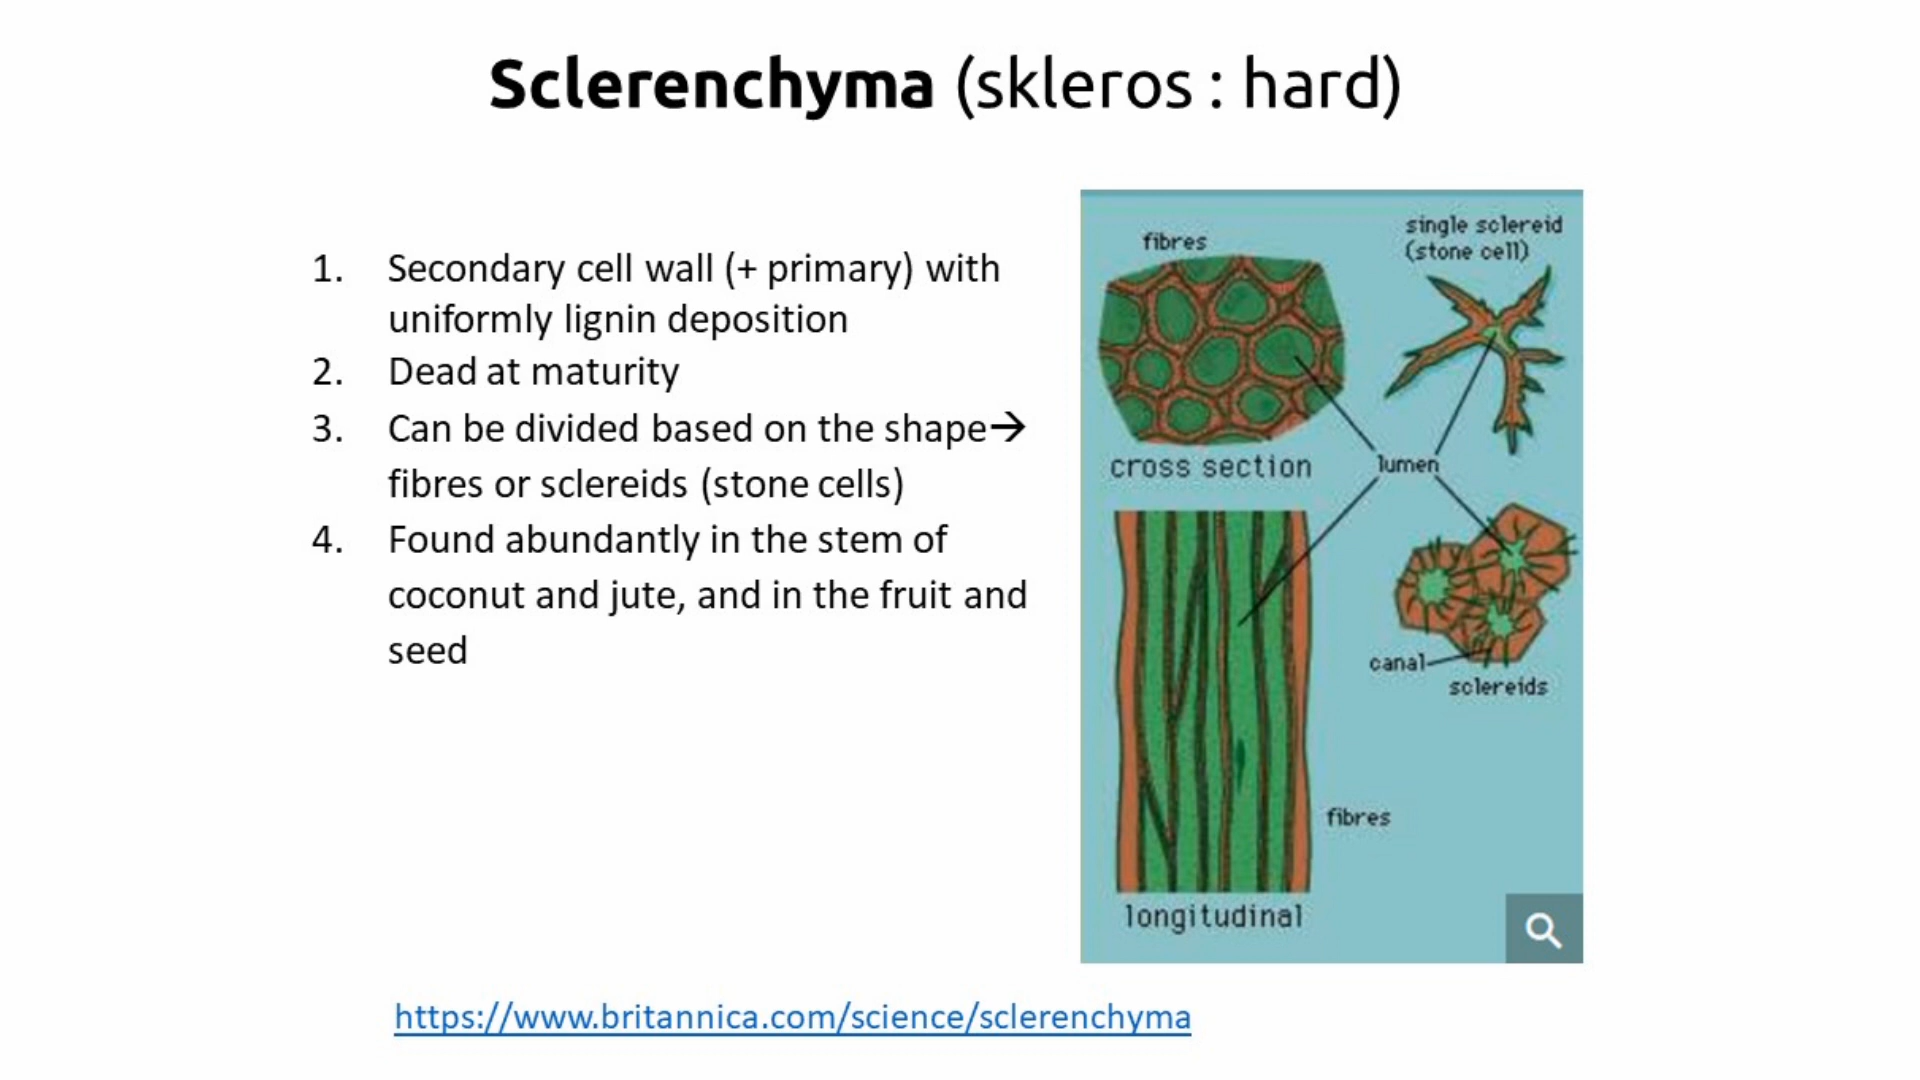 Sclerenchyma (skleros : hard)
1. Secondary cell wall (+ primary) with
uniformly lignin deposition
2. Dead at maturity
3. Can be divided based on the shape→
fibres or sclereids (stone cells)
4. Found abundantly in the stem of
coconut and jute, and in the fruit and
seed
fibres
single sclereid
(stone cell)
cross section
lumen
canal
sclereids
fibres
longitudinal
https://www.britannica.com/science/sclerenchyma